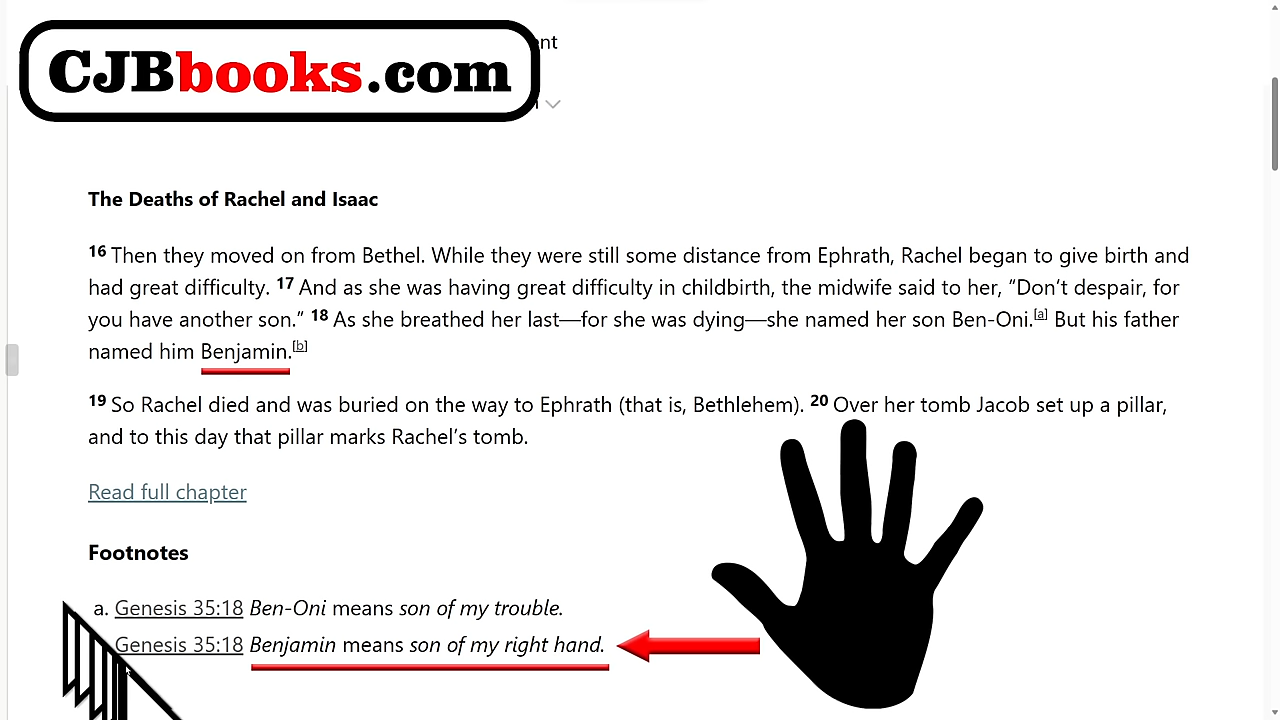 CJBbooks.com
The Deaths of Rachel and Isaac
16 Then they moved on from Bethel. While they were still some distance from Ephrath, Rachel began to give birth and
had great difficulty. 17 And as she was having great difficulty in childbirth, the midwife said to her, “Don’t despair, for
you have another son.” 18 As she breathed her last—for she was dying—she named her son Ben-Oni.[a] But his father
named him Benjamin.[b]
19 So Rachel died and was buried on the way to Ephrath (that is, Bethlehem). 20 Over her tomb Jacob set up a pillar,
and to this day that pillar marks Rachel’s tomb.
Read full chapter
Footnotes
a. Genesis 35:18 Ben-Oni means son of my trouble.
Genesis 35:18 Benjamin means son of my right hand.